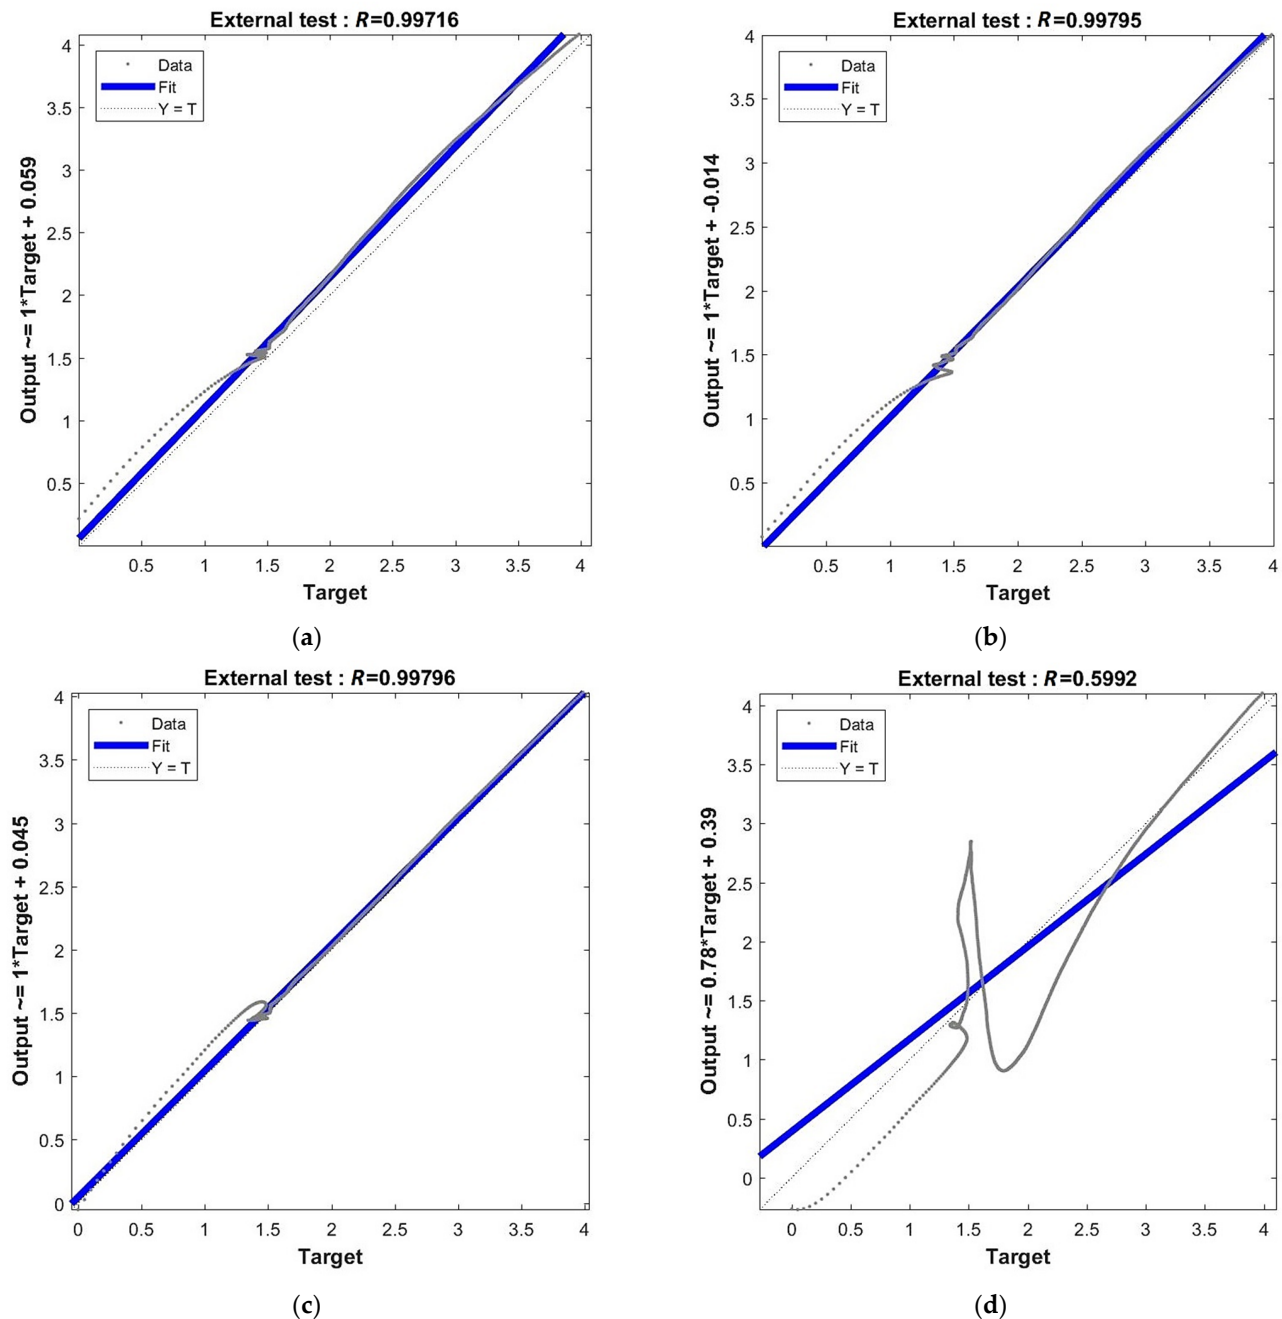 External test : R=0.99716
Data
Fit
Y = T
Output ~= 1*Target + 0.059
4
3.5
3
2.5
2
1.5
1
0.5
0.5 1 1.5 2 2.5 3 3.5 4
Target
(a)
External test : R=0.99795
Data
Fit
Y = T
Output ~= 1*Target + -0.014
4
3.5
3
2.5
2
1.5
1
0.5
0.5 1 1.5 2 2.5 3 3.5 4
Target
(b)
External test : R=0.99796
Data
Fit
Y = T
Output ~= 1*Target + 0.045
4
3.5
3
2.5
2
1.5
1
0.5
0
0 0.5 1 1.5 2 2.5 3 3.5 4
Target
(c)
External test : R=0.5992
Data
Fit
Y = T
Output ~= 0.78*Target + 0.39
4
3.5
3
2.5
2
1.5
1
0.5
0
0 0.5 1 1.5 2 2.5 3 3.5 4
Target
(d)